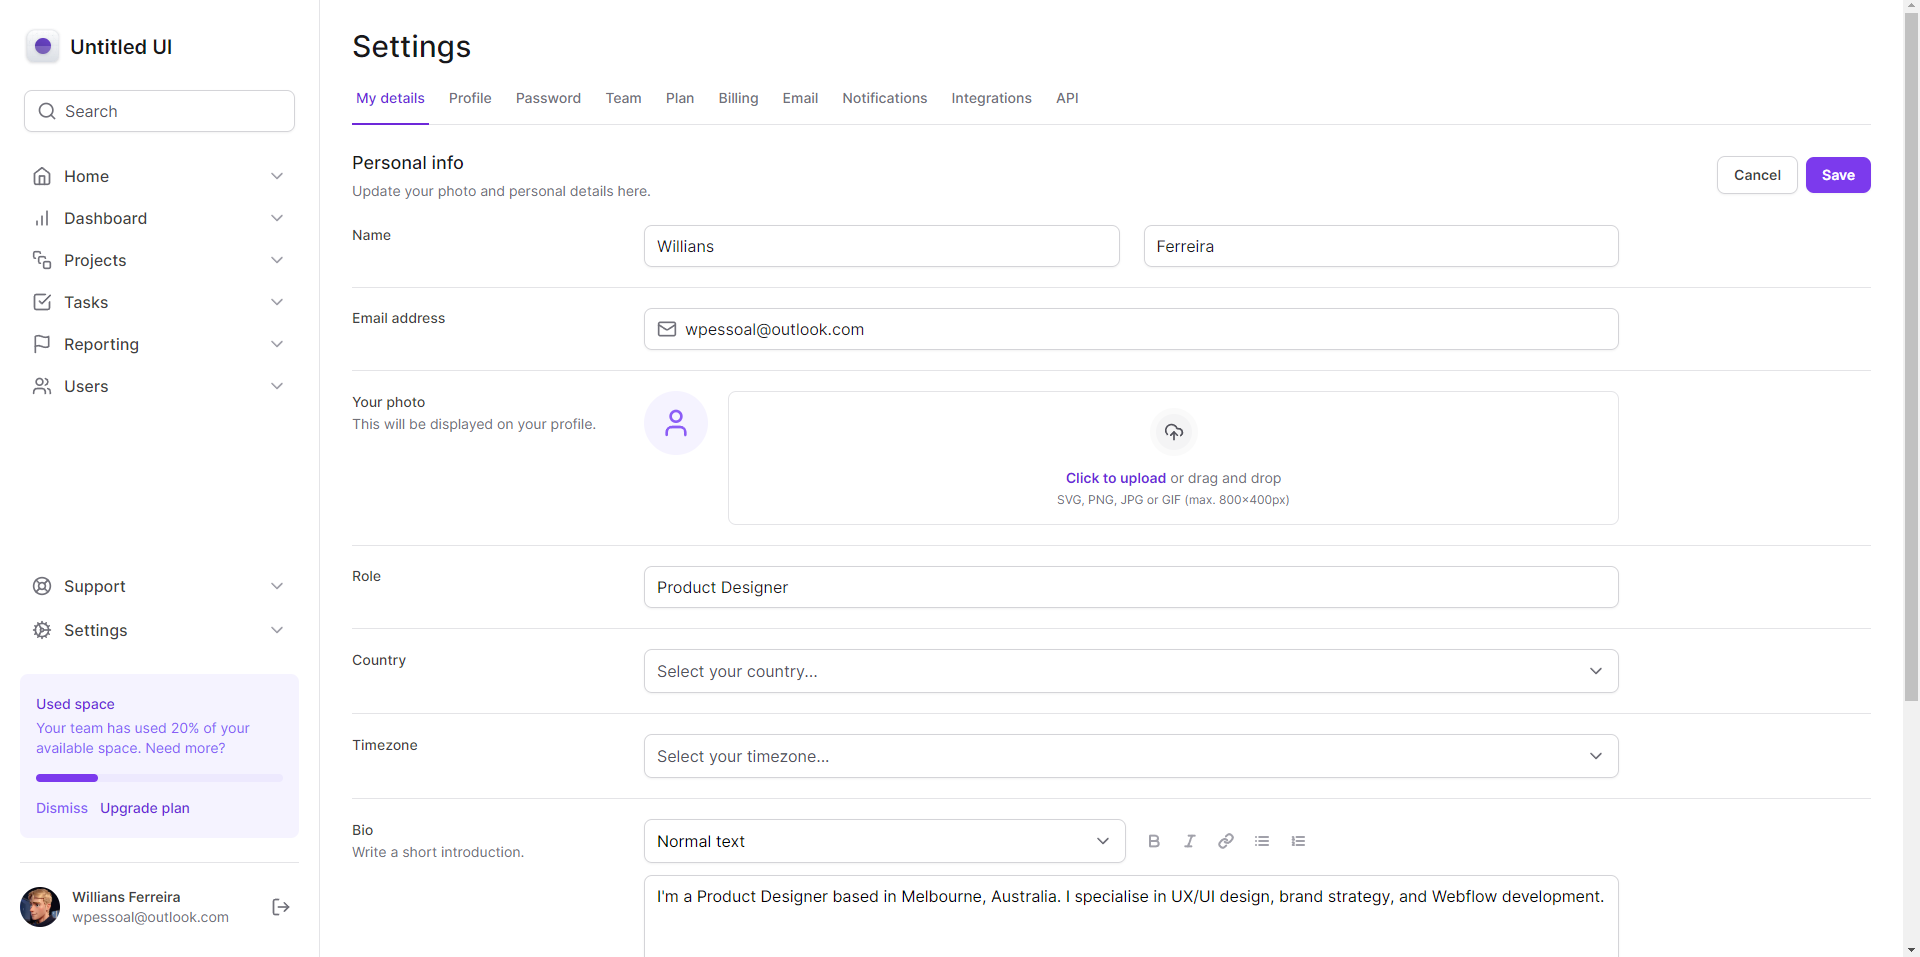 Untitled UI
Search
Home
Dashboard
Projects
Tasks
Reporting
Users
Support
Settings
Used space
Your team has used 20% of your
available space. Need more?
Dismiss Upgrade plan
Willians Ferreira
wpessoal@outlook.com
Settings
My details Profile Password Team Plan Billing Email Notifications Integrations API
Personal info
Update your photo and personal details here.
Cancel Save
Name
Willians Ferreira
Email address
wpessoal@outlook.com
Your photo
This will be displayed on your profile.
Click to upload or drag and drop
SVG, PNG, JPG or GIF (max. 800×400px)
Role
Product Designer
Country
Select your country...
Timezone
Select your timezone...
Bio
Write a short introduction.
Normal text
I'm a Product Designer based in Melbourne, Australia. I specialise in UX/UI design, brand strategy, and Webflow development.